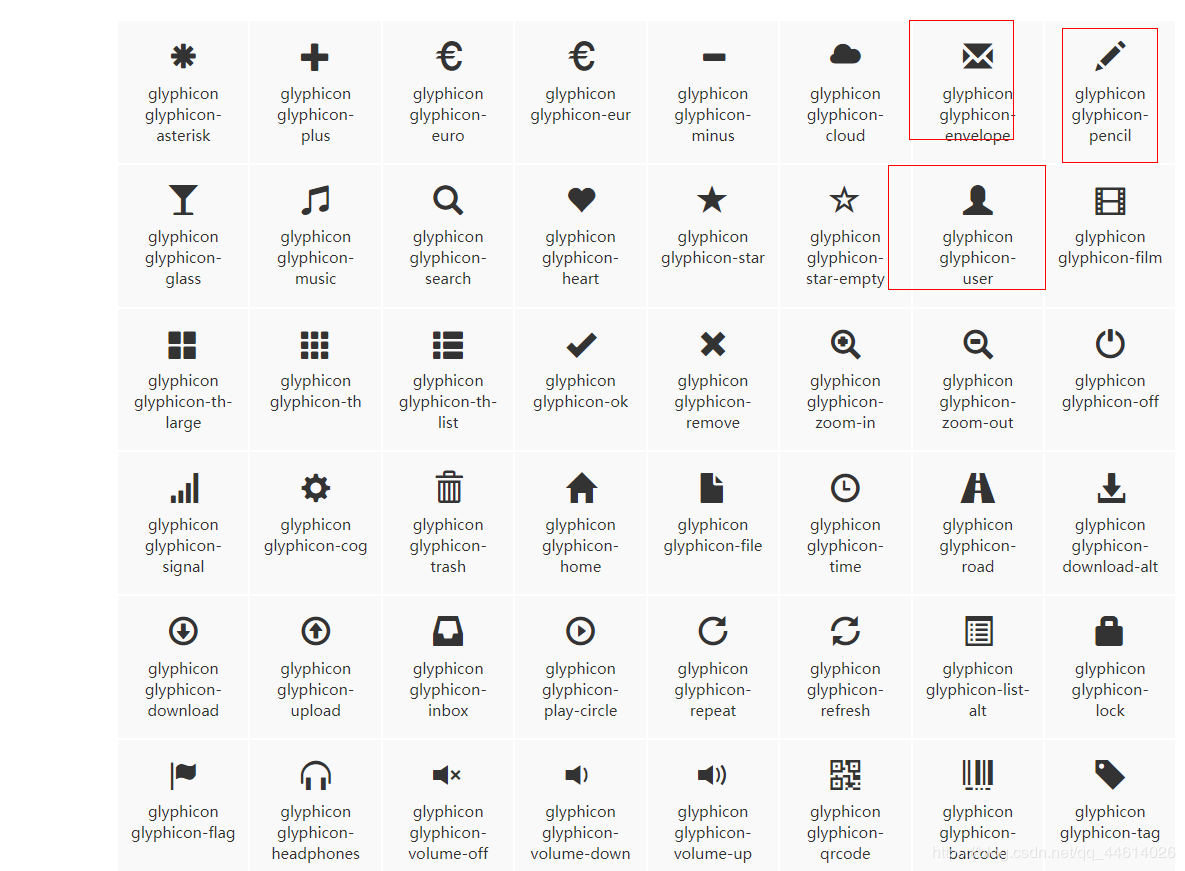 glyphicon
glyphicon-
asterisk
glyphicon
glyphicon-
plus
glyphicon
glyphicon-
euro
glyphicon
glyphicon-eur
glyphicon
glyphicon-
minus
glyphicon
glyphicon-
cloud
glyphicon
glyphicon-
envelope
glyphicon
glyphicon-
pencil
glyphicon
glyphicon-
glass
glyphicon
glyphicon-
music
glyphicon
glyphicon-
search
glyphicon
glyphicon-
heart
glyphicon
glyphicon-star
glyphicon
glyphicon-
star-empty
glyphicon
glyphicon-
user
glyphicon
glyphicon-film
glyphicon
glyphicon-th-
large
glyphicon
glyphicon-th
glyphicon
glyphicon-th-
list
glyphicon
glyphicon-ok
glyphicon
glyphicon-
remove
glyphicon
glyphicon-
zoom-in
glyphicon
glyphicon-
zoom-out
glyphicon
glyphicon-off
glyphicon
glyphicon-
signal
glyphicon
glyphicon-cog
glyphicon
glyphicon-
trash
glyphicon
glyphicon-
home
glyphicon
glyphicon-file
glyphicon
glyphicon-
time
glyphicon
glyphicon-
road
glyphicon
glyphicon-
download-alt
glyphicon
glyphicon-
download
glyphicon
glyphicon-
upload
glyphicon
glyphicon-
inbox
glyphicon
glyphicon-
play-circle
glyphicon
glyphicon-
repeat
glyphicon
glyphicon-
refresh
glyphicon
glyphicon-list-
alt
glyphicon
glyphicon-
lock
glyphicon
glyphicon-flag
glyphicon
glyphicon-
headphones
glyphicon
glyphicon-
volume-off
glyphicon
glyphicon-
volume-down
glyphicon
glyphicon-
volume-up
glyphicon
glyphicon-
qrcode
glyphicon
glyphicon-
barcode
glyphicon
glyphicon-tag